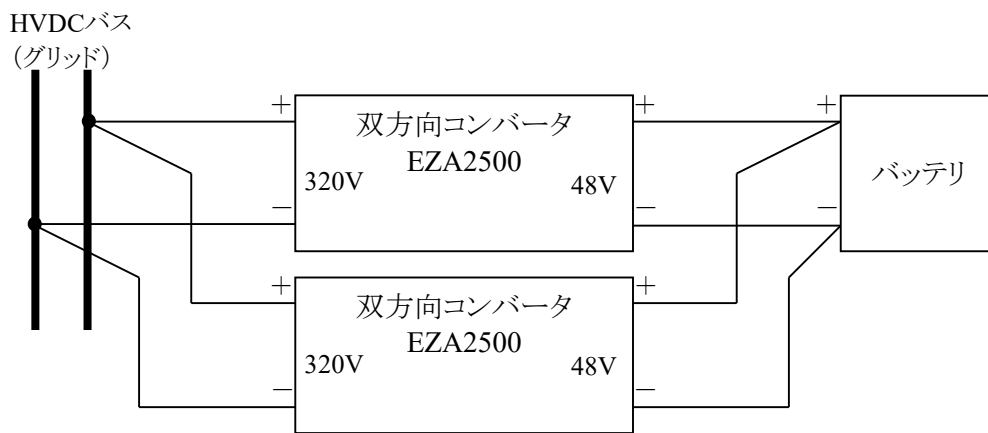 HVDCバス
(グリッド)
+
双方向コンバータ
EZA2500
320V
48V
−
+
−
+
−
バッテリ
+
双方向コンバータ
EZA2500
320V
48V
−
+
−